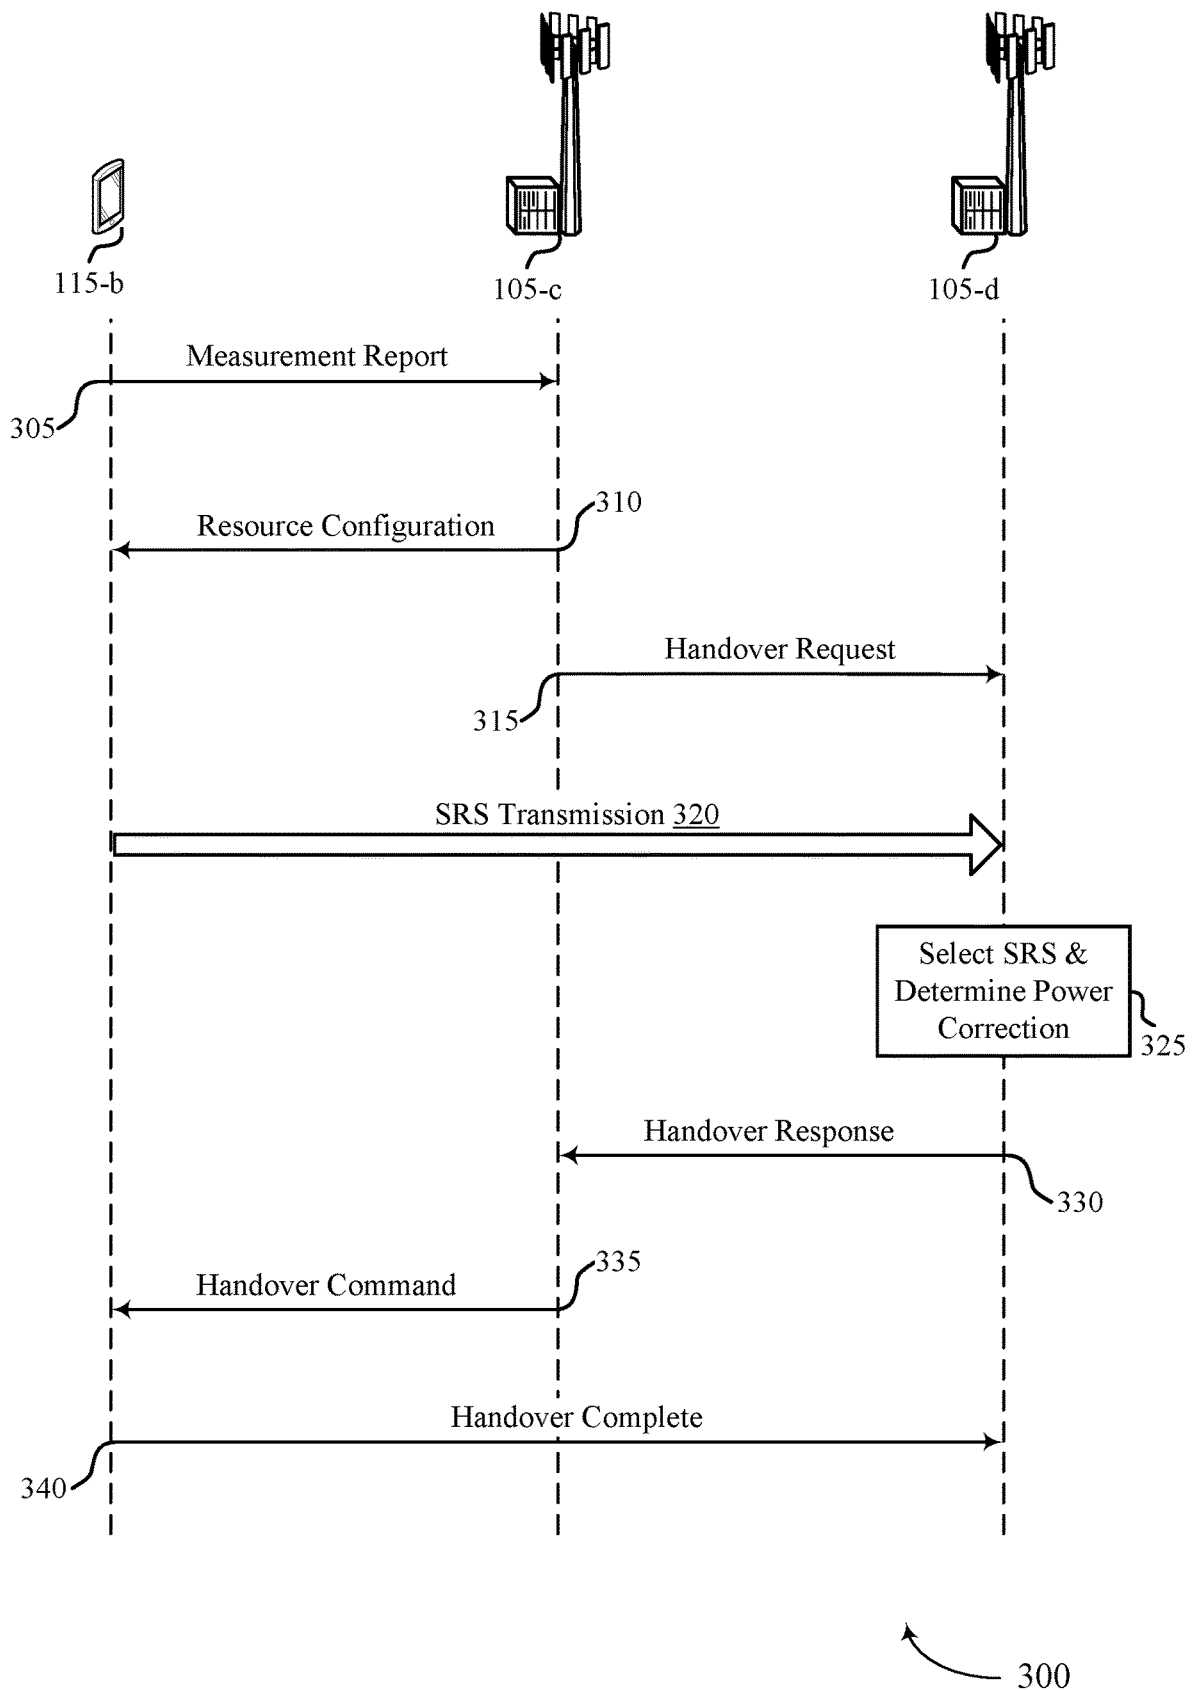 115-b
105-c
105-d
Measurement Report
305
310
Resource Configuration
Handover Request
315
SRS Transmission 320
Select SRS &
Determine Power
Correction
325
Handover Response
330
335
Handover Command
Handover Complete
340
300